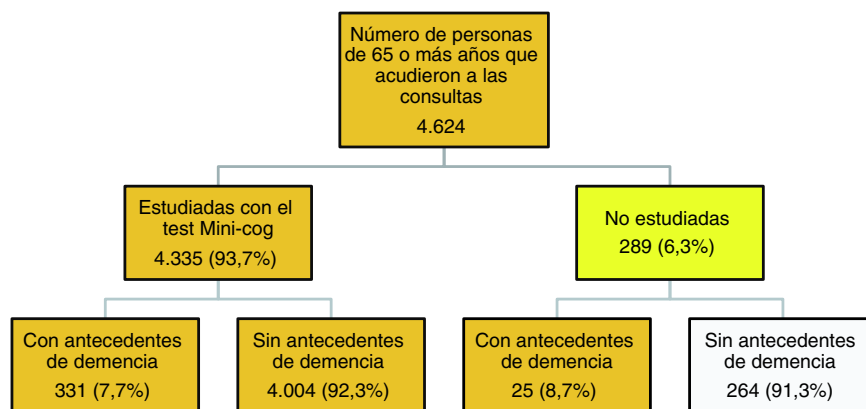 Número de personas
de 65 o más años que
acudieron a las
consultas
4.624
Estudiadas con el
test Mini-cog
4.335 (93,7%)
No estudiadas
289 (6,3%)
Con antecedentes
de demencia
331 (7,7%)
Sin antecedentes
de demencia
4.004 (92,3%)
Con antecedentes
de demencia
25 (8,7%)
Sin antecedentes
de demencia
264 (91,3%)